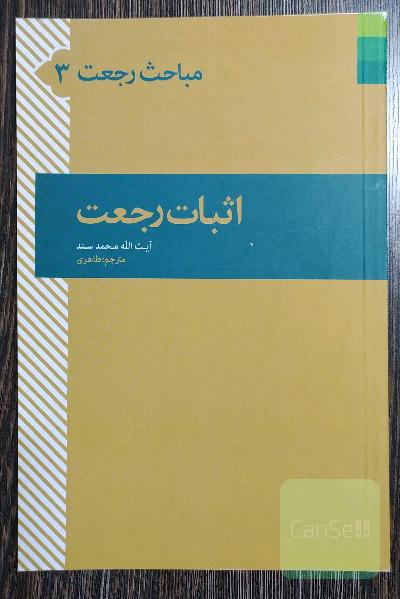 مباحث رجعت ۳
اثبات رجعت
آیت الله محمد سند
مترجم:طاهری
CanSell